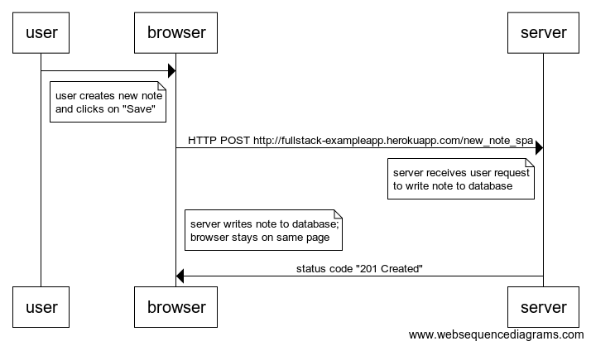 user
browser
server
user creates new note
and clicks on "Save"
HTTP POST http://fullstack-exampleapp.herokuapp.com/new_note_spa
server receives user request
to write note to database
server writes note to database;
browser stays on same page
status code "201 Created"
user
browser
server
www.websequencediagrams.com